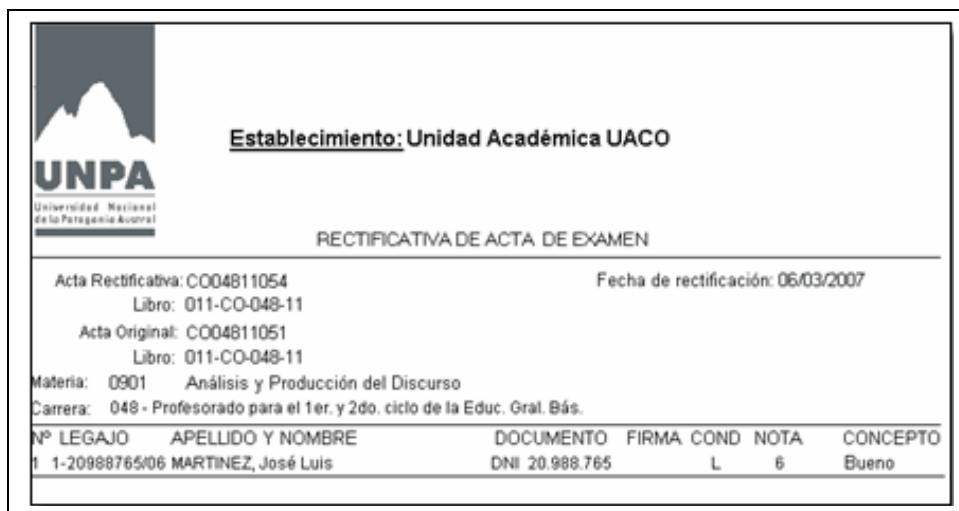 UNPA
Universidad Nacional
de la Patagonia Austral
Establecimiento: Unidad Académica UACO
RECTIFICATIVA DE ACTA DE EXAMEN
Acta Rectificativa: CO04811054 Fecha de rectificación: 06/03/2007
Libro: 011-CO-048-11
Acta Original: CO04811051
Libro: 011-CO-048-11
Materia: 0901 Análisis y Producción del Discurso
Carrera: 048 - Profesorado para el 1er. y 2do. ciclo de la Educ. Gral. Bás.
Nº LEGAJO APELLIDO Y NOMBRE DOCUMENTO FIRMA COND NOTA CONCEPTO
1 1-20988765/06 MARTINEZ, José Luis DNI 20.988.765 L 6 Bueno